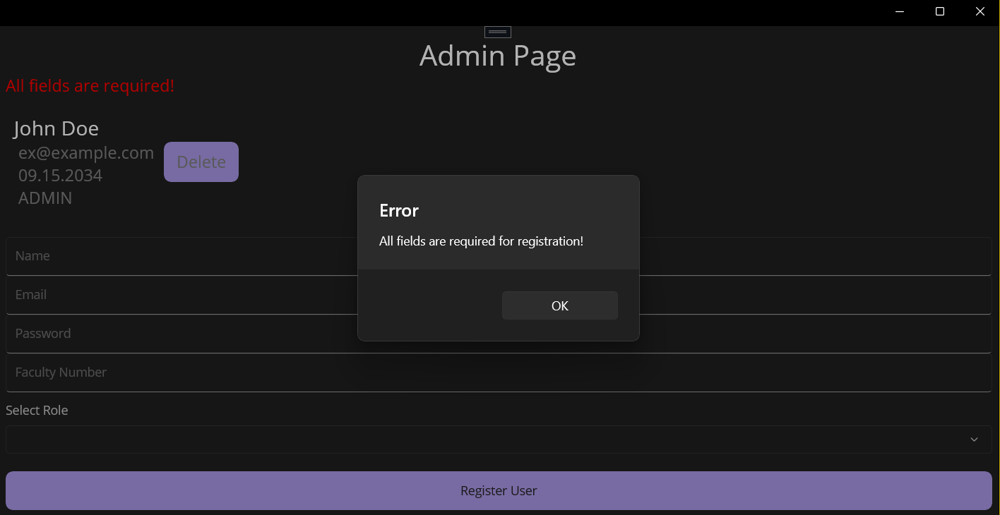 Admin Page
All fields are required!
John Doe
ex@example.com
Delete
09.15.2034
ADMIN
Error
All fields are required for registration!
OK
Name
Email
Password
Faculty Number
Select Role
Register User